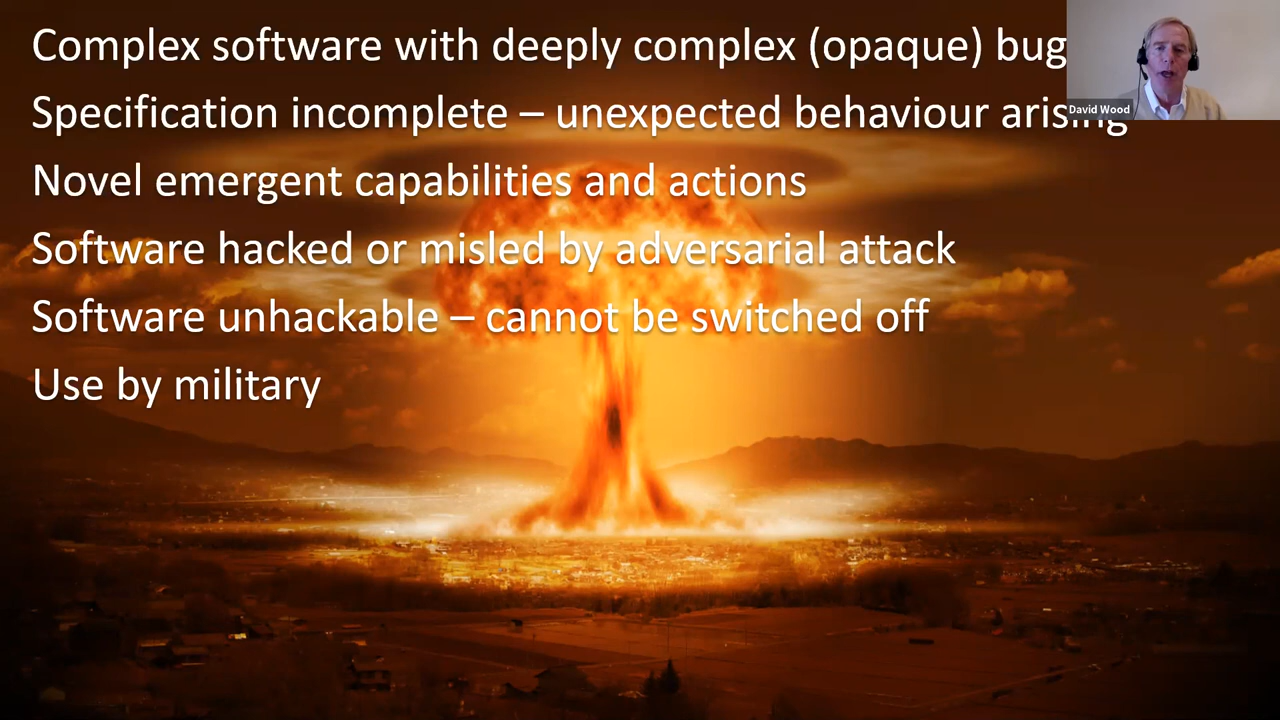 Complex software with deeply complex (opaque) bug
Specification incomplete – unexpected behaviour arising
Novel emergent capabilities and actions
Software hacked or misled by adversarial attack
Software unhackable – cannot be switched off
Use by military
David Wood